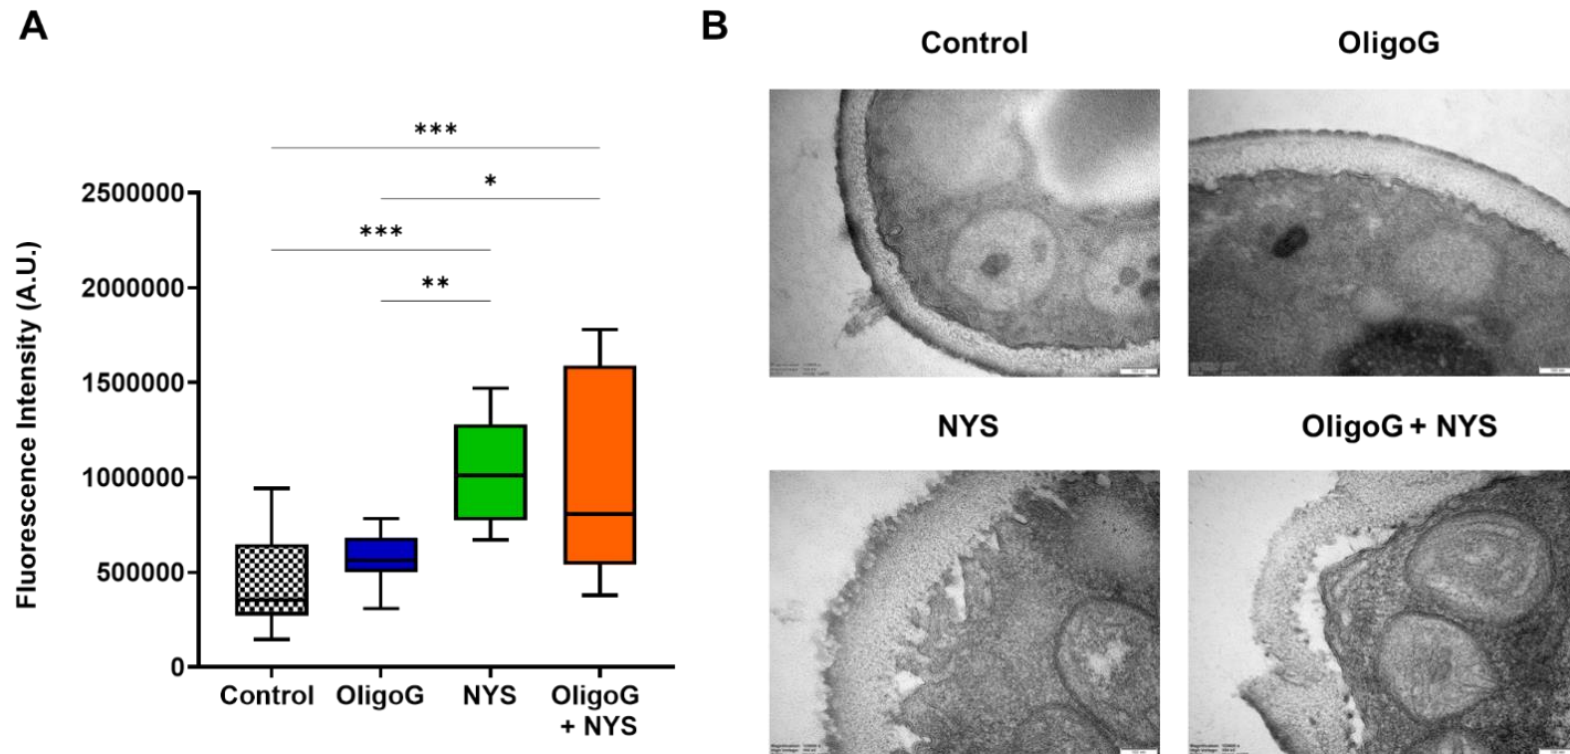 A
Fluorescence Intensity (A.U.)
2500000
2000000
1500000
1000000
500000
0
***
*
***
**
Control
OligoG
NYS
OligoG
+ NYS
B
Control
OligoG
NYS
OligoG + NYS